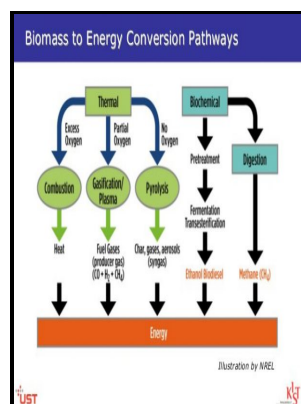 Biomass to Energy Conversion Pathways
Thermal
Biochemical
Excess
Oxygen
Partial
Oxygen
No
Oxygen
Combustion
Gasification/
Plasma
Pyrolysis
Pretreatment
Digestion
Fermentation
Transesterification
Heat
Fuel Gases
(producer gas)
(CO + H₂ + CH₄)
Char, gases, aerosols
(syngas)
Ethanol Biodiesel
Methane (CH₄)
Energy
Illustration by NREL
UST
KIST